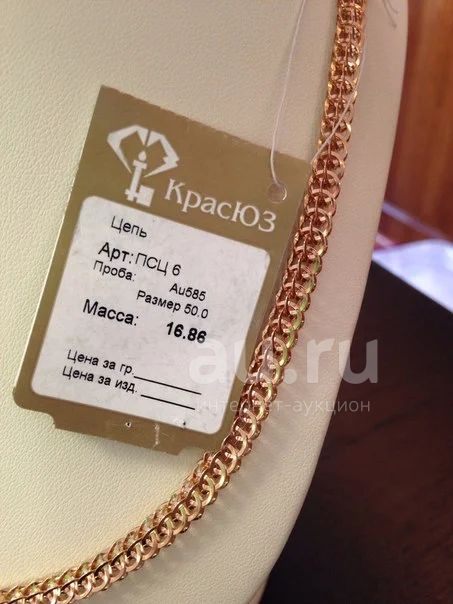 КрасЮЗ
Цепь
Арт: ПСЦ 6
Проба: Au585
Размер 50.0
Масса: 16.86
Цена за гр.
Цена за изд.
au.ru
интернет-аукцион